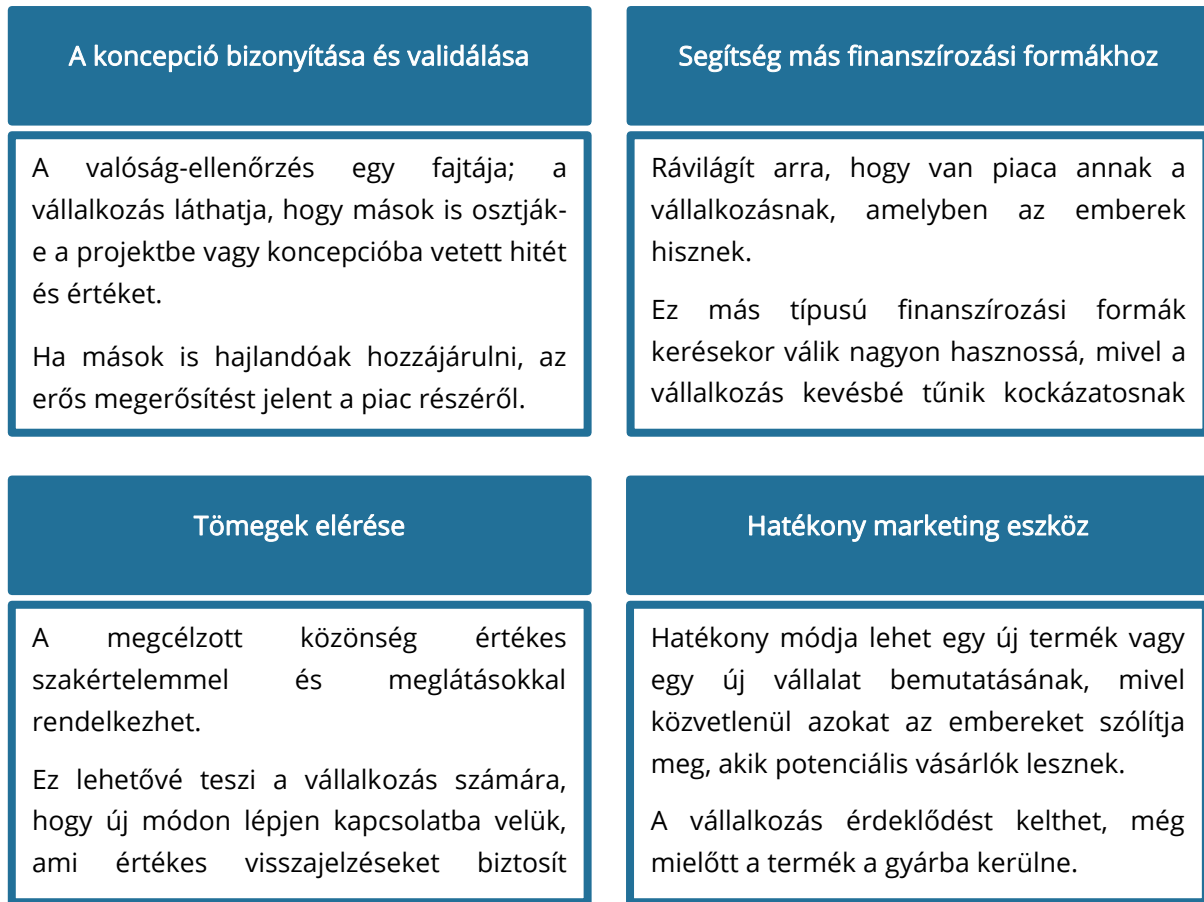 A koncepció bizonyítása és validálása
A valóság-ellenőrzés egy fajtája; a
vállalkozás láthatja, hogy mások is osztják-
e a projektbe vagy koncepcióba vetett hitét
és értéket.
Ha mások is hajlandóak hozzájárulni, az
erős megerősítést jelent a piac részéről.
Segítség más finanszírozási formákhoz
Rávilágít arra, hogy van piaca annak a
vállalkozásnak, amelyben az emberek
hisznek.
Ez más típusú finanszírozási formák
kerésekor válik nagyon hasznossá, mivel a
vállalkozás kevésbé tűnik kockázatosnak
Tömegek elérése
A megcélzott közönség értékes
szakértelemmel és meglátásokkal
rendelkezhet.
Ez lehetővé teszi a vállalkozás számára,
hogy új módon lépjen kapcsolatba velük,
ami értékes visszajelzéseket biztosít
Hatékony marketing eszköz
Hatékony módja lehet egy új termék vagy
egy új vállalat bemutatásának, mivel
közvetlenül azokat az embereket szólítja
meg, akik potenciális vásárlók lesznek.
A vállalkozás érdeklődést kelthet, még
mielőtt a termék a gyárba kerülne.